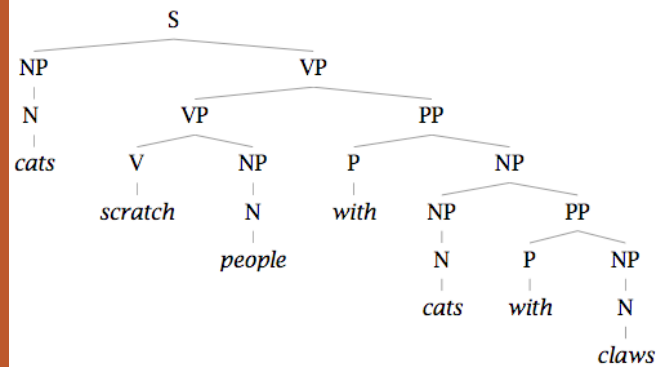 S
NP VP
N VP PP
cats V NP P NP
scratch N with NP PP
people N P NP
cats with N
claws